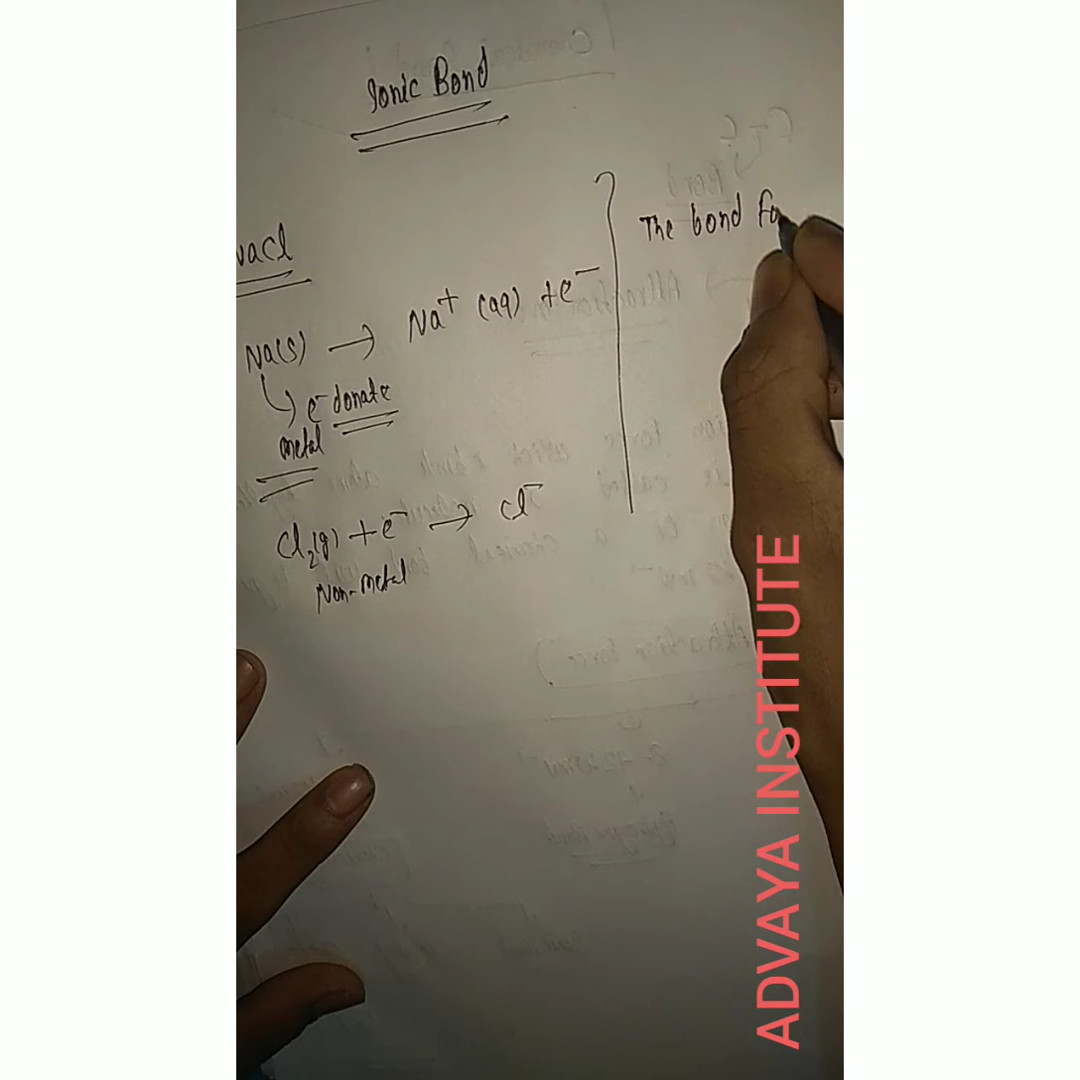 Ionic Bond
NaCl
Na(s) → Na⁺ (aq) + e⁻
e⁻ donate
metal
Cl₂(g) + e⁻ → Cl⁻
Non-metal
The bond fo
ADVAYA INSTITUTE